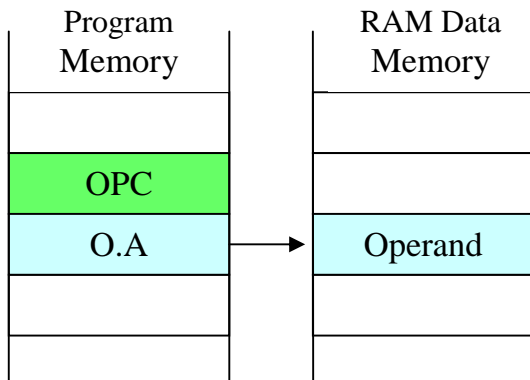 Program
Memory
RAM Data
Memory
OPC
O.A
Operand